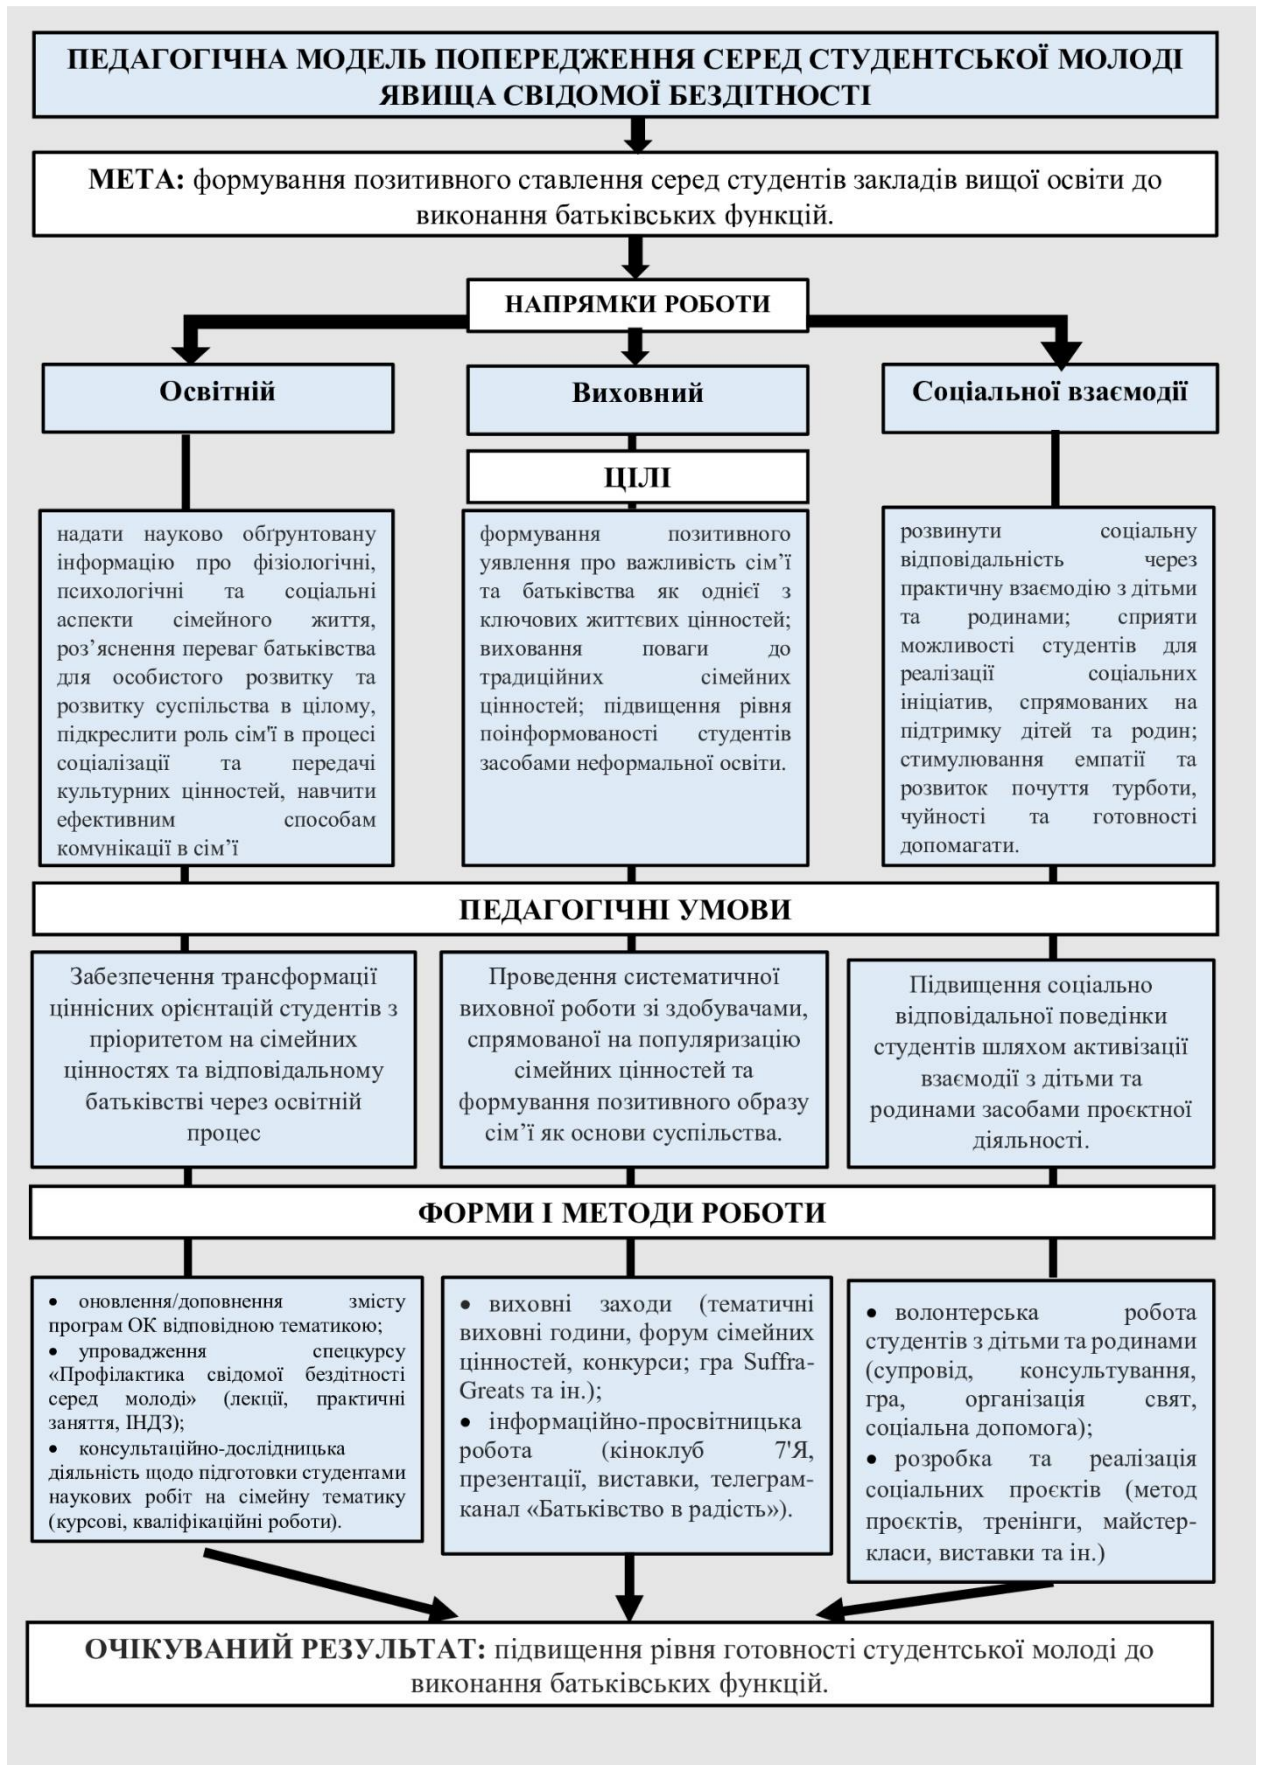 ПЕДАГОГІЧНА МОДЕЛЬ ПОПЕРЕДЖЕННЯ СЕРЕД СТУДЕНТСЬКОЇ МОЛОДІ
ЯВИЩА СВІДОМОЇ БЕЗДІТНОСТІ
МЕТА: формування позитивного ставлення серед студентів закладів вищої освіти до
виконання батьківських функцій.
НАПРЯМКИ РОБОТИ
Освітній
Виховний
Соціальної взаємодії
ЦІЛІ
надати науково обґрунтовану
інформацію про фізіологічні,
психологічні та соціальні
аспекти сімейного життя,
роз’яснення переваг батьківства
для особистого розвитку та
розвитку суспільства в цілому,
підкреслити роль сім'ї в процесі
соціалізації та передачі
культурних цінностей, навчити
ефективним способам
комунікації в сім’ї
формування позитивного
уявлення про важливість сім’ї
та батьківства як однієї з
ключових життєвих цінностей;
виховання поваги до
традиційних сімейних
цінностей; підвищення рівня
поінформованості студентів
засобами неформальної освіти.
розвинути соціальну
відповідальність через
практичну взаємодію з дітьми
та родинами; сприяти
можливості студентів для
реалізації соціальних
ініціатив, спрямованих на
підтримку дітей та родин;
стимулювання емпатії та
розвиток почуття турботи,
чуйності та готовності
допомагати.
ПЕДАГОГІЧНІ УМОВИ
Забезпечення трансформації
ціннісних орієнтацій студентів з
пріоритетом на сімейних
цінностях та відповідальному
батьківстві через освітній
процес
Проведення систематичної
виховної роботи зі здобувачами,
спрямованої на популяризацію
сімейних цінностей та
формування позитивного образу
сім’ї як основи суспільства.
Підвищення соціально
відповідальної поведінки
студентів шляхом активізації
взаємодії з дітьми та
родинами засобами проєктної
діяльності.
ФОРМИ І МЕТОДИ РОБОТИ
• оновлення/доповнення змісту
програм ОК відповідною тематикою;
• упровадження спецкурсу
«Профілактика свідомої бездітності
серед молоді» (лекції, практичні
заняття, ІНДЗ);
• консультаційно-дослідницька
діяльність щодо підготовки студентами
наукових робіт на сімейну тематику
(курсові, кваліфікаційні роботи).
• виховні заходи (тематичні
виховні години, форум сімейних
цінностей, конкурси; гра Suffra-
Greats та ін.);
• інформаційно-просвітницька
робота (кіноклуб 7'Я,
презентації, виставки, телеграм-
канал «Батьківство в радість»).
• волонтерська робота
студентів з дітьми та родинами
(супровід, консультування,
гра, організація свят,
соціальна допомога);
• розробка та реалізація
соціальних проєктів (метод
проєктів, тренінги, майстер-
класи, виставки та ін.)
ОЧІКУВАНИЙ РЕЗУЛЬТАТ: підвищення рівня готовності студентської молоді до
виконання батьківських функцій.